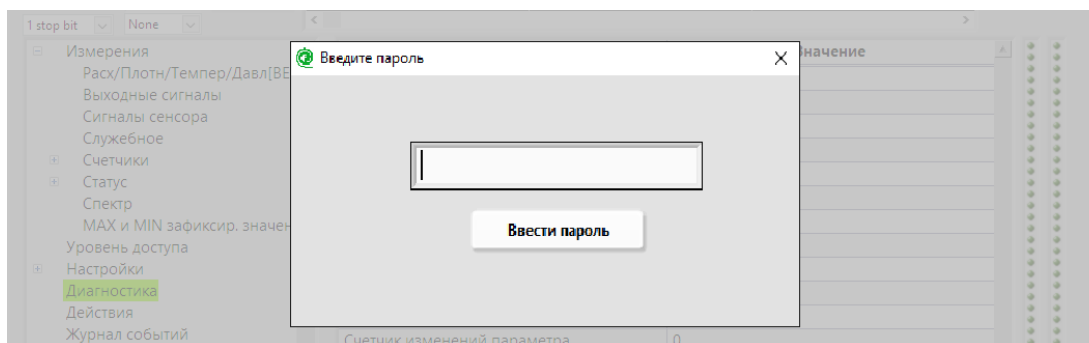 1 stop bit None
Измерения
Расх/Плотн/Темпер/Давл[ВЕ
Выходные сигналы
Сигналы сенсора
Служебное
Счетчики
Статус
Спектр
MAX и MIN зафиксир. значен
Уровень доступа
Настройки
Диагностика
Действия
Журнал событий
Введите пароль
Ввести пароль
Значение
Счетчик изменений параметра 0